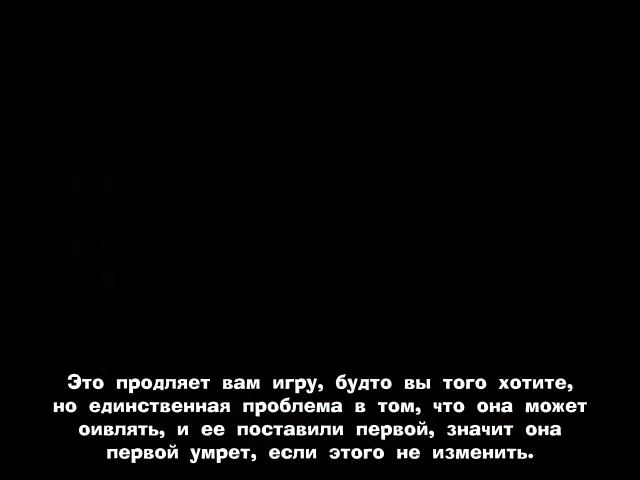 Это продляет вам игру, будто вы того хотите,
но единственная проблема в том, что она может
оивлять, и ее поставили первой, значит она
первой умрет, если этого не изменить.